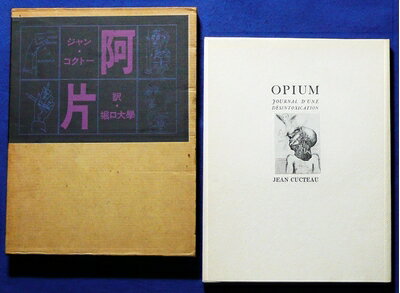 ジャン・
コクトー
阿
片
訳・
堀口大學
OPIUM
JOURNAL D'UNE
DÉSINTOXICATION
JEAN CUCTEAU